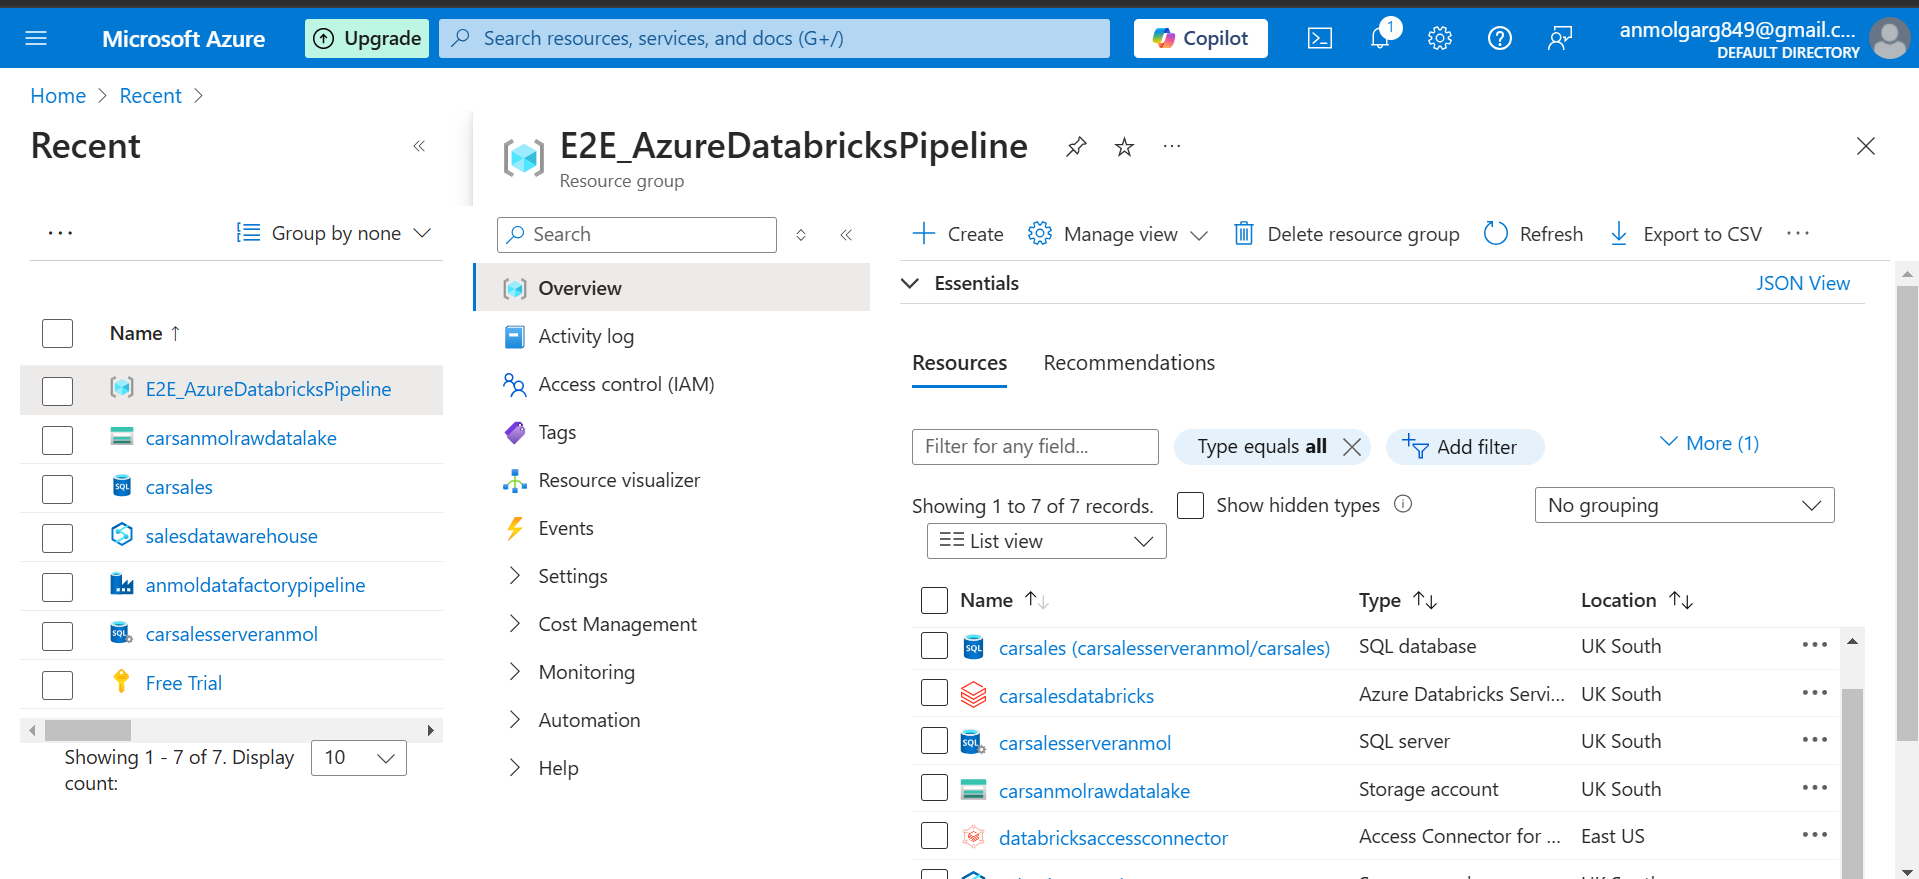 Microsoft Azure
Upgrade
Search resources, services, and docs (G+/)
Copilot
1
anmolgarg849@gmail.c...
DEFAULT DIRECTORY
Home > Recent >
Recent
«
E2E_AzureDatabricksPipeline
...
Resource group
...
Group by none
Search
«
Create
Manage view
Delete resource group
Refresh
Export to CSV
...
Name ↑
E2E_AzureDatabricksPipeline
carsanmolrawdatalake
carsales
salesdatawarehouse
anmoldatafactorypipeline
carsalesserveranmol
Free Trial
Showing 1 - 7 of 7. Display count:
10
Overview
Activity log
Access control (IAM)
Tags
Resource visualizer
Events
Settings
Cost Management
Monitoring
Automation
Help
Essentials
JSON View
Resources
Recommendations
Filter for any field...
Type equals all
Add filter
More (1)
Showing 1 to 7 of 7 records.
Show hidden types
No grouping
List view
Name ↑↓ Type ↑↓ Location ↑↓
carsales (carsalesserveranmol/carsales) SQL database UK South ...
carsalesdatabricks Azure Databricks Servi... UK South ...
carsalesserveranmol SQL server UK South ...
carsanmolrawdatalake Storage account UK South ...
databricksaccessconnector Access Connector for ... East US ...